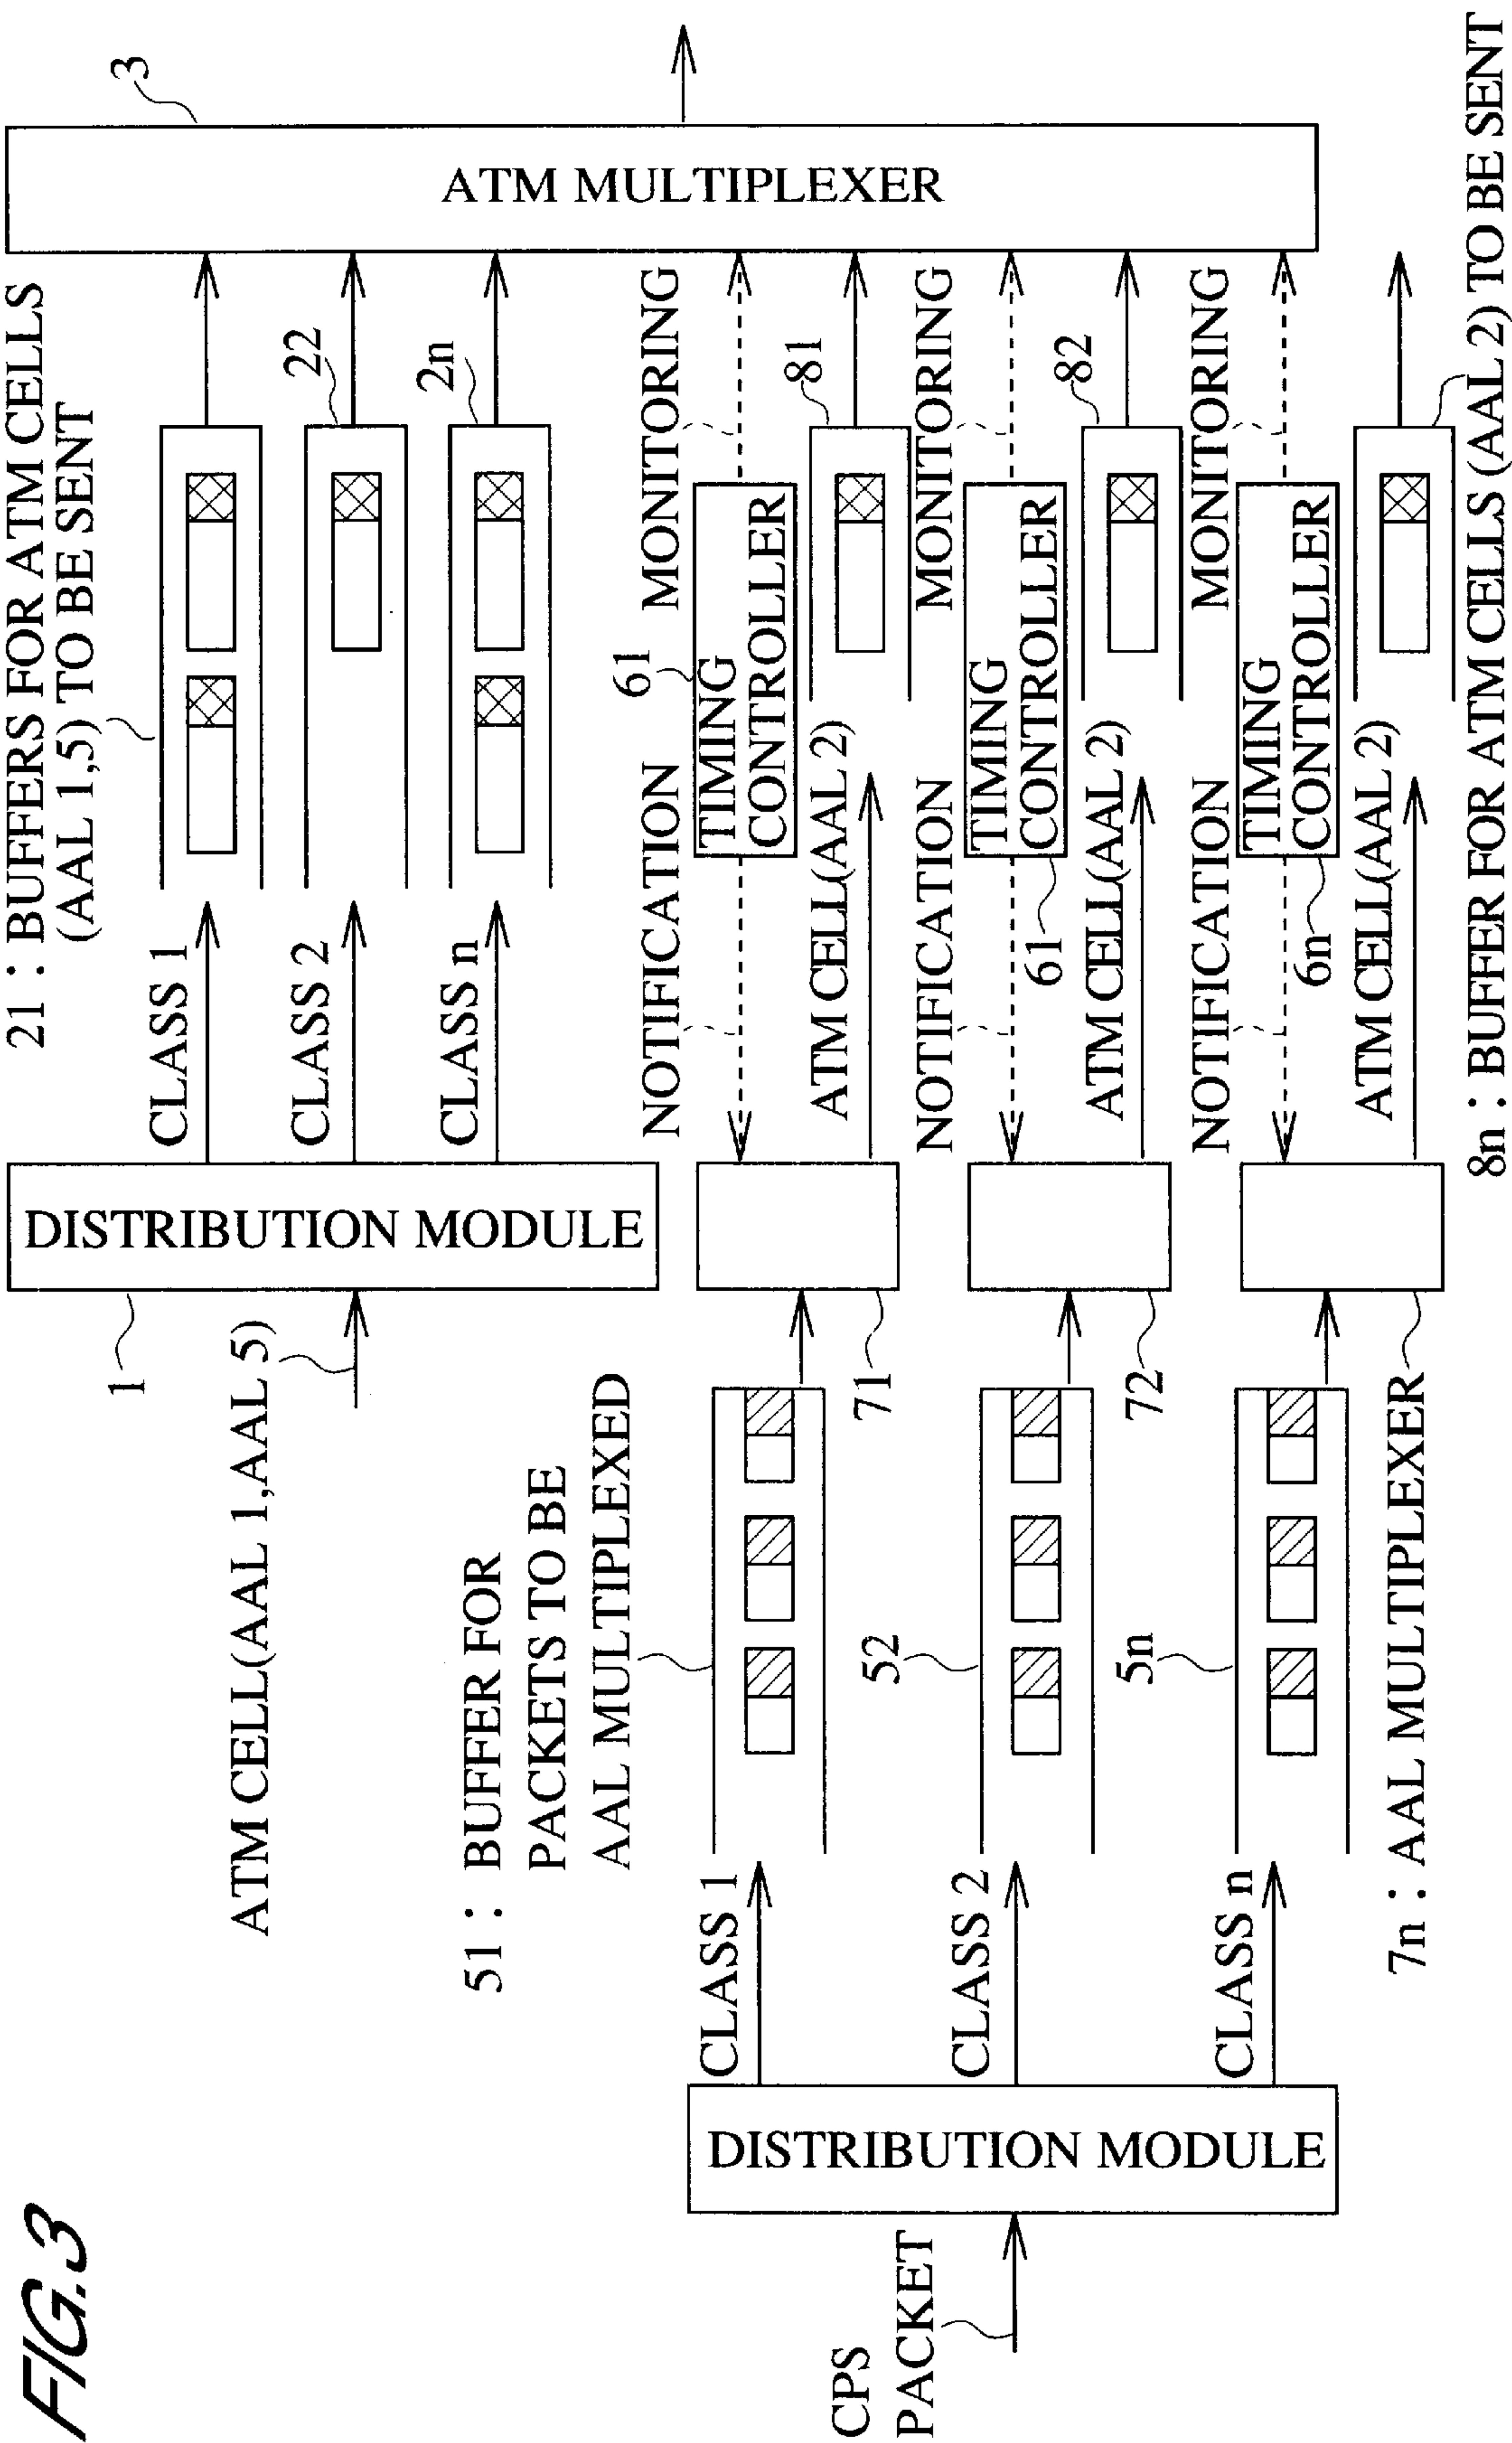 FIG.3
21 : BUFFERS FOR ATM CELLS
(AAL 1,5) TO BE SENT
3
CLASS 1
CLASS 2
22
CLASS n
2n
ATM MULTIPLEXER
DISTRIBUTION MODULE
1
ATM CELL(AAL 1,AAL 5)
51 : BUFFER FOR
PACKETS TO BE
AAL MULTIPLEXED
NOTIFICATION
61
MONITORING
TIMING
CONTROLLER
ATM CELL(AAL 2)
81
CLASS 1
71
NOTIFICATION
MONITORING
TIMING
CONTROLLER
61
ATM CELL(AAL 2)
82
52
CLASS 2
72
NOTIFICATION
MONITORING
TIMING
CONTROLLER
6n
ATM CELL(AAL 2)
5n
CLASS n
DISTRIBUTION MODULE
CPS
PACKET
7n : AAL MULTIPLEXER
8n : BUFFER FOR ATM CELLS (AAL 2) TO BE SENT